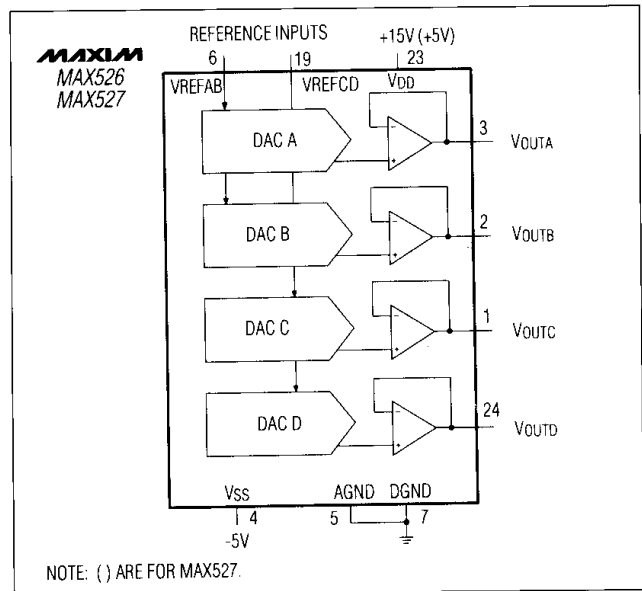 REFERENCE INPUTS
+15V (+5V)
MAXIM
MAX526
MAX527
6
19
23
VREFAB
VREFCD
VDD
DAC A
3
VOUTA
DAC B
2
VOUTB
DAC C
1
VOUTC
DAC D
24
VOUTD
VSS
AGND
DGND
4
5
7
-5V
NOTE: ( ) ARE FOR MAX527.